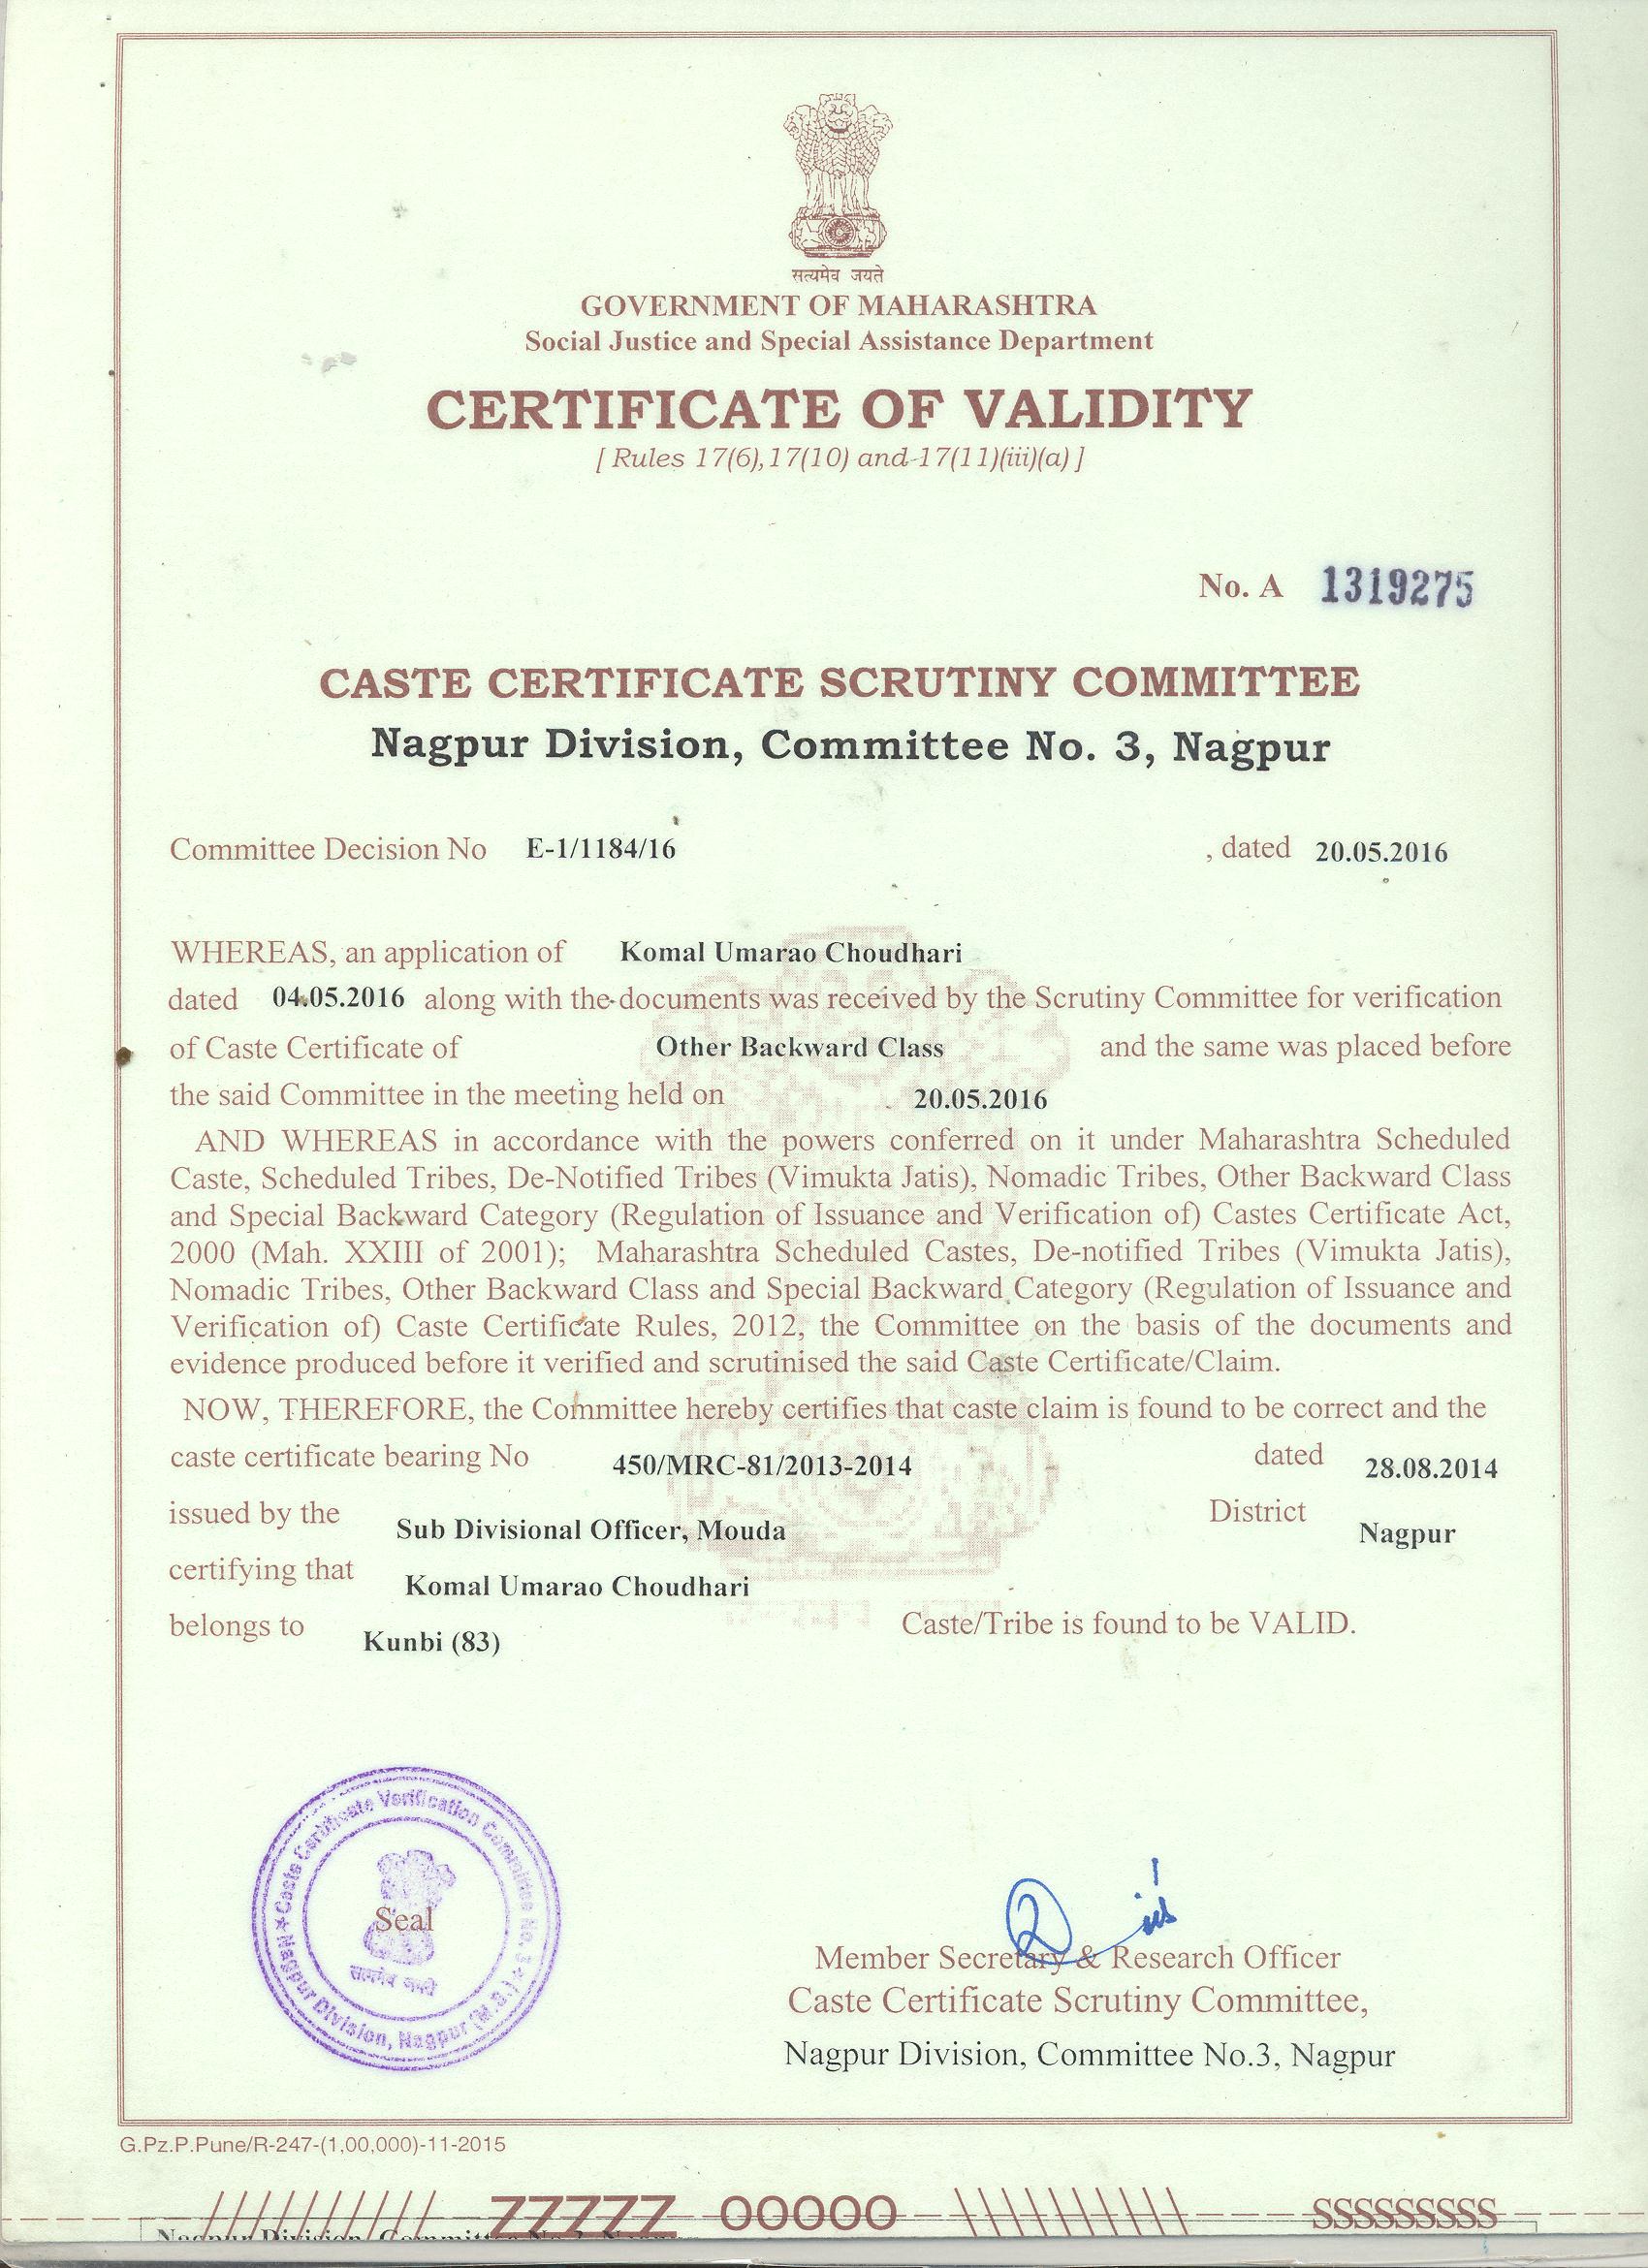 सत्यमेव जयते
GOVERNMENT OF MAHARASHTRA
Social Justice and Special Assistance Department
CERTIFICATE OF VALIDITY
[ Rules 17(6),17(10) and 17(11)(iii)(a) ]
No. A 1319275
CASTE CERTIFICATE SCRUTINY COMMITTEE
Nagpur Division, Committee No. 3, Nagpur
Committee Decision No E-1/1184/16 , dated 20.05.2016
WHEREAS, an application of Komal Umarao Choudhari
dated 04.05.2016 along with the documents was received by the Scrutiny Committee for verification
of Caste Certificate of Other Backward Class and the same was placed before
the said Committee in the meeting held on 20.05.2016
AND WHEREAS in accordance with the powers conferred on it under Maharashtra Scheduled
Caste, Scheduled Tribes, De-Notified Tribes (Vimukta Jatis), Nomadic Tribes, Other Backward Class
and Special Backward Category (Regulation of Issuance and Verification of) Castes Certificate Act,
2000 (Mah. XXIII of 2001); Maharashtra Scheduled Castes, De-notified Tribes (Vimukta Jatis),
Nomadic Tribes, Other Backward Class and Special Backward Category (Regulation of Issuance and
Verification of) Caste Certificate Rules, 2012, the Committee on the basis of the documents and
evidence produced before it verified and scrutinised the said Caste Certificate/Claim.
NOW, THEREFORE, the Committee hereby certifies that caste claim is found to be correct and the
caste certificate bearing No 450/MRC-81/2013-2014 dated 28.08.2014
issued by the Sub Divisional Officer, Mouda District Nagpur
certifying that Komal Umarao Choudhari
belongs to Kunbi (83) Caste/Tribe is found to be VALID.
Caste Certificate Verification Committee No. 3
Nagpur Division, Nagpur (M.S.)
Seal
सत्यमेव जयते
Member Secretary & Research Officer
Caste Certificate Scrutiny Committee,
Nagpur Division, Committee No.3, Nagpur
G.Pz.P.Pune/R-247-(1,00,000)-11-2015
ZZZZZ OOOOO SSSSSSSSS
Nagpur Division, Committee No.3,